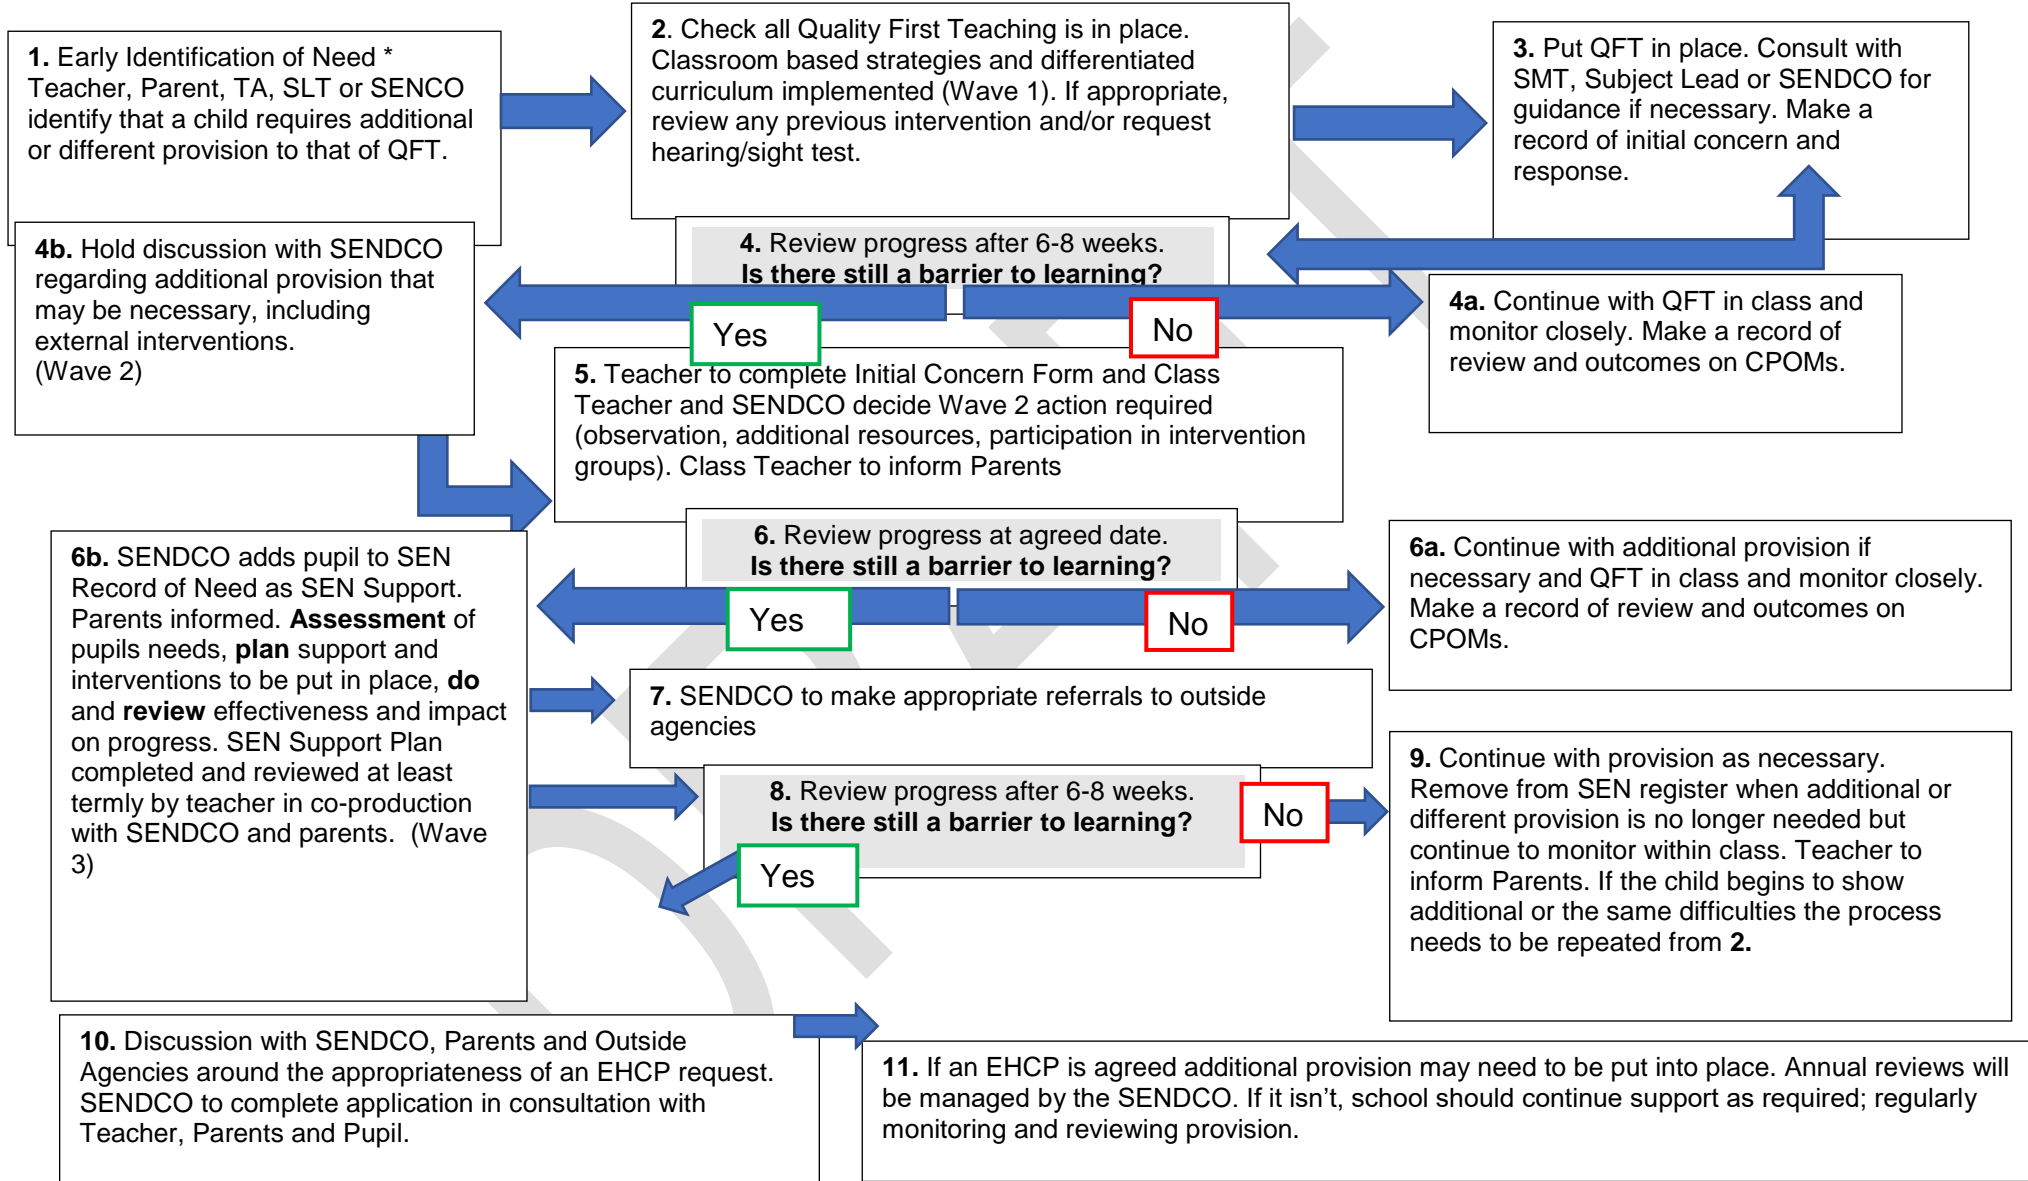 1. Early Identification of Need *
Teacher, Parent, TA, SLT or SENCO
identify that a child requires additional
or different provision to that of QFT.
2. Check all Quality First Teaching is in place.
Classroom based strategies and differentiated
curriculum implemented (Wave 1). If appropriate,
review any previous intervention and/or request
hearing/sight test.
3. Put QFT in place. Consult with
SMT, Subject Lead or SENDCO for
guidance if necessary. Make a
record of initial concern and
response.
4. Review progress after 6-8 weeks.
Is there still a barrier to learning?
Yes
No
4b. Hold discussion with SENDCO
regarding additional provision that
may be necessary, including
external interventions.
(Wave 2)
4a. Continue with QFT in class and
monitor closely. Make a record of
review and outcomes on CPOMs.
5. Teacher to complete Initial Concern Form and Class
Teacher and SENDCO decide Wave 2 action required
(observation, additional resources, participation in intervention
groups). Class Teacher to inform Parents
6. Review progress at agreed date.
Is there still a barrier to learning?
Yes
No
6b. SENDCO adds pupil to SEN
Record of Need as SEN Support.
Parents informed. Assessment of
pupils needs, plan support and
interventions to be put in place, do
and review effectiveness and impact
on progress. SEN Support Plan
completed and reviewed at least
termly by teacher in co-production
with SENDCO and parents. (Wave
3)
6a. Continue with additional provision if
necessary and QFT in class and monitor closely.
Make a record of review and outcomes on
CPOMs.
7. SENDCO to make appropriate referrals to outside
agencies
8. Review progress after 6-8 weeks.
Is there still a barrier to learning?
Yes
No
9. Continue with provision as necessary.
Remove from SEN register when additional or
different provision is no longer needed but
continue to monitor within class. Teacher to
inform Parents. If the child begins to show
additional or the same difficulties the process
needs to be repeated from 2.
10. Discussion with SENDCO, Parents and Outside
Agencies around the appropriateness of an EHCP request.
SENDCO to complete application in consultation with
Teacher, Parents and Pupil.
11. If an EHCP is agreed additional provision may need to be put into place. Annual reviews will
be managed by the SENDCO. If it isn't, school should continue support as required; regularly
monitoring and reviewing provision.